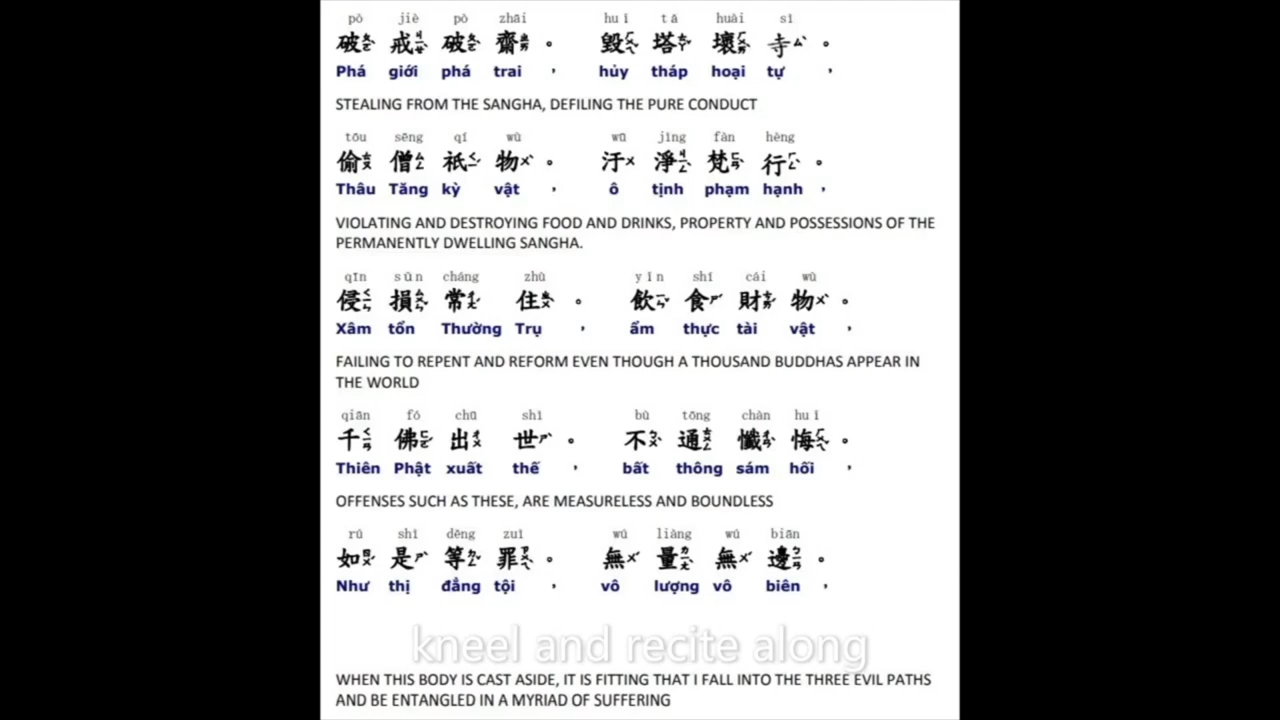 pò jiè pò zhāi huǐ tǎ huài sì
破戒破齋。 毀塔壞寺。
Phá giới phá trai , hủy tháp hoại tự ,
STEALING FROM THE SANGHA, DEFILING THE PURE CONDUCT
tōu sēng qí wù wū jìng fàn hèng
偷僧祇物。 汙淨梵行。
Thâu Tăng kỳ vật , ô tịnh phạm hạnh ,
VIOLATING AND DESTROYING FOOD AND DRINKS, PROPERTY AND POSSESSIONS OF THE
PERMANENTLY DWELLING SANGHA.
qīn sǔn cháng zhù yǐn shí cái wù
侵損常住。 飲食財物。
Xâm tổn Thường Trụ , ẩm thực tài vật ,
FAILING TO REPENT AND REFORM EVEN THOUGH A THOUSAND BUDDHAS APPEAR IN
THE WORLD
qiān fó chū shì bù tōng chàn huǐ
千佛出世。 不通懺悔。
Thiên Phật xuất thế , bất thông sám hối ,
OFFENSES SUCH AS THESE, ARE MEASURELESS AND BOUNDLESS
rú shì děng zuì wú liàng wú biān
如是等罪。 無量無邊。
Như thị đẳng tội , vô lượng vô biên ,
kneel and recite along
WHEN THIS BODY IS CAST ASIDE, IT IS FITTING THAT I FALL INTO THE THREE EVIL PATHS
AND BE ENTANGLED IN A MYRIAD OF SUFFERING